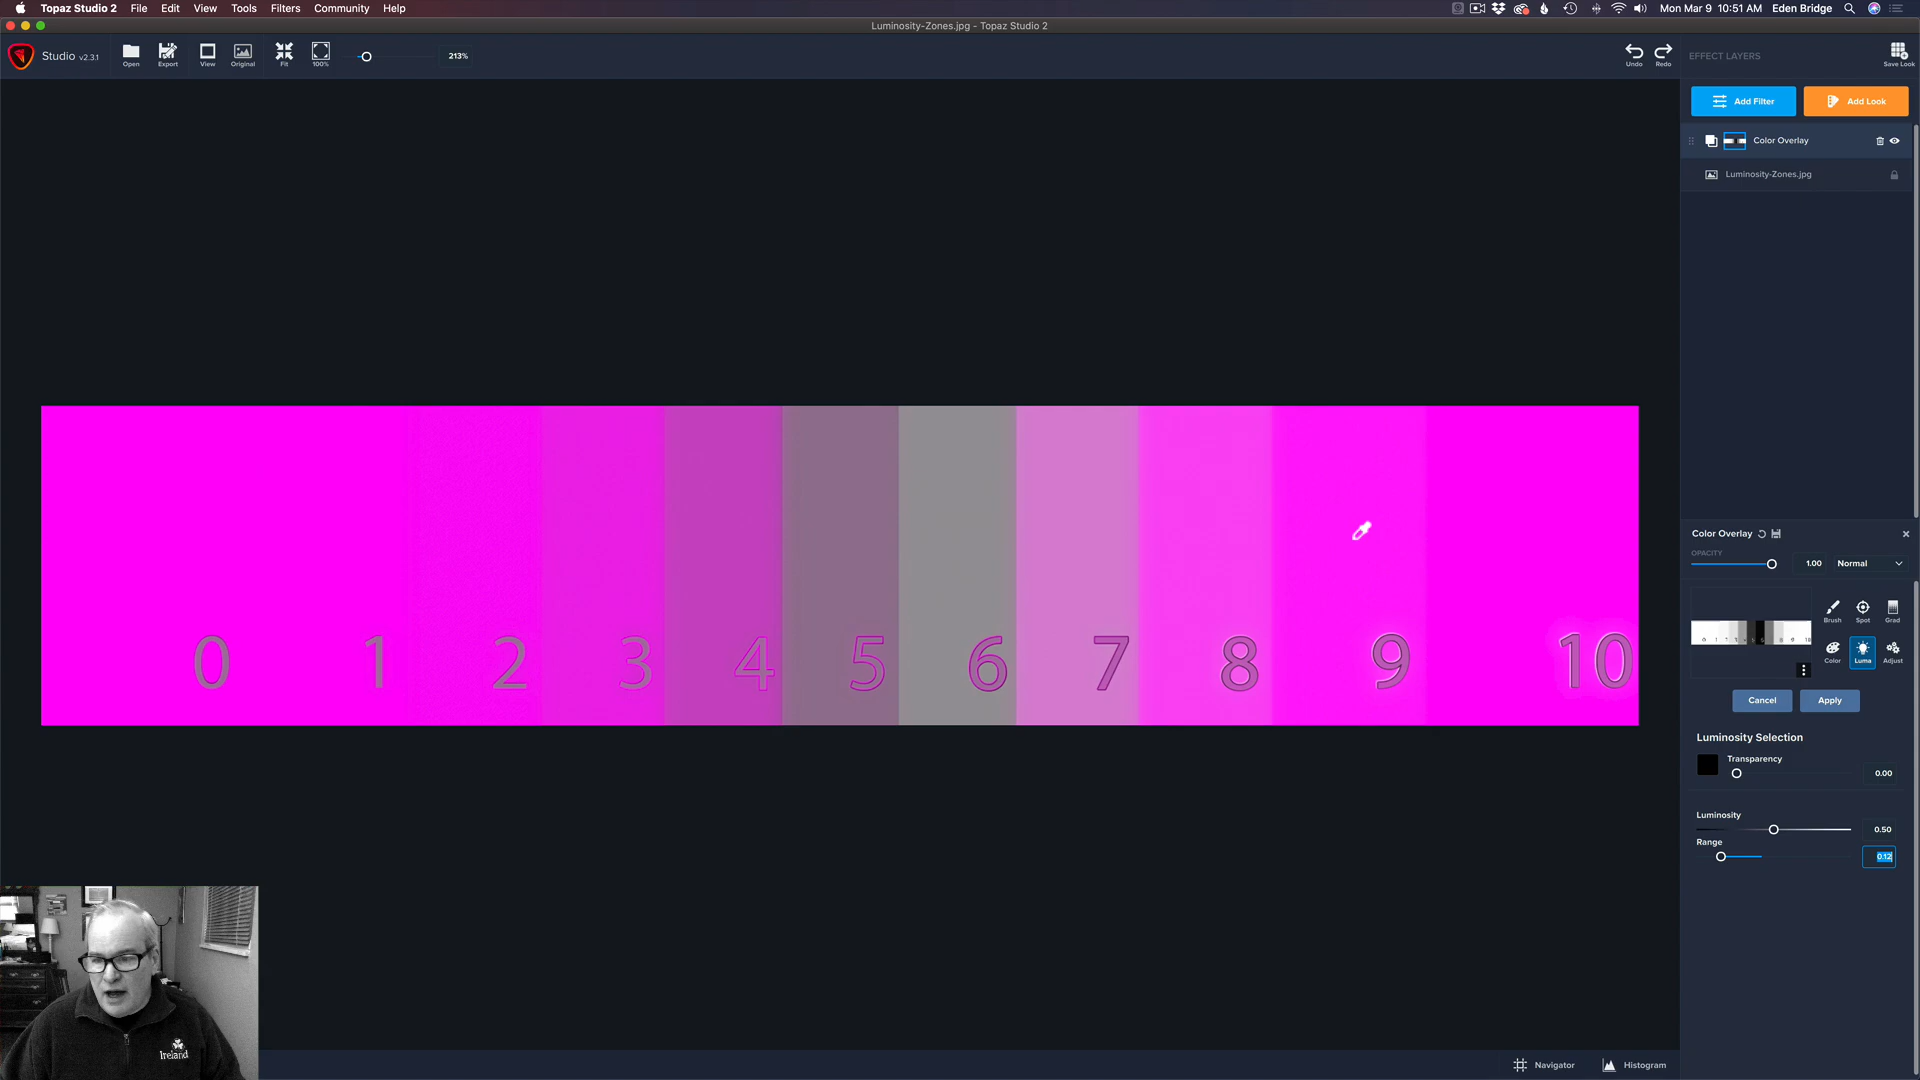 Topaz Studio 2 File Edit View Tools Filters Community Help
Mon Mar 9 10:51 AM Eden Bridge
Luminosity-Zones.jpg - Topaz Studio 2
Studio v2.3.1
Open Export View Original Fit 100% 213%
Undo Redo
EFFECT LAYERS
Save Look
Add Filter Add Look
Color Overlay
Luminosity-Zones.jpg
0 1 2 3 4 5 6 7 8 9 10
Color Overlay
OPACITY
1.00 Normal
Brush Spot Grad
Color Luma Adjust
Cancel Apply
Luminosity Selection
Transparency
0.00
Luminosity
0.50
Range
0.12
Ireland
Navigator Histogram